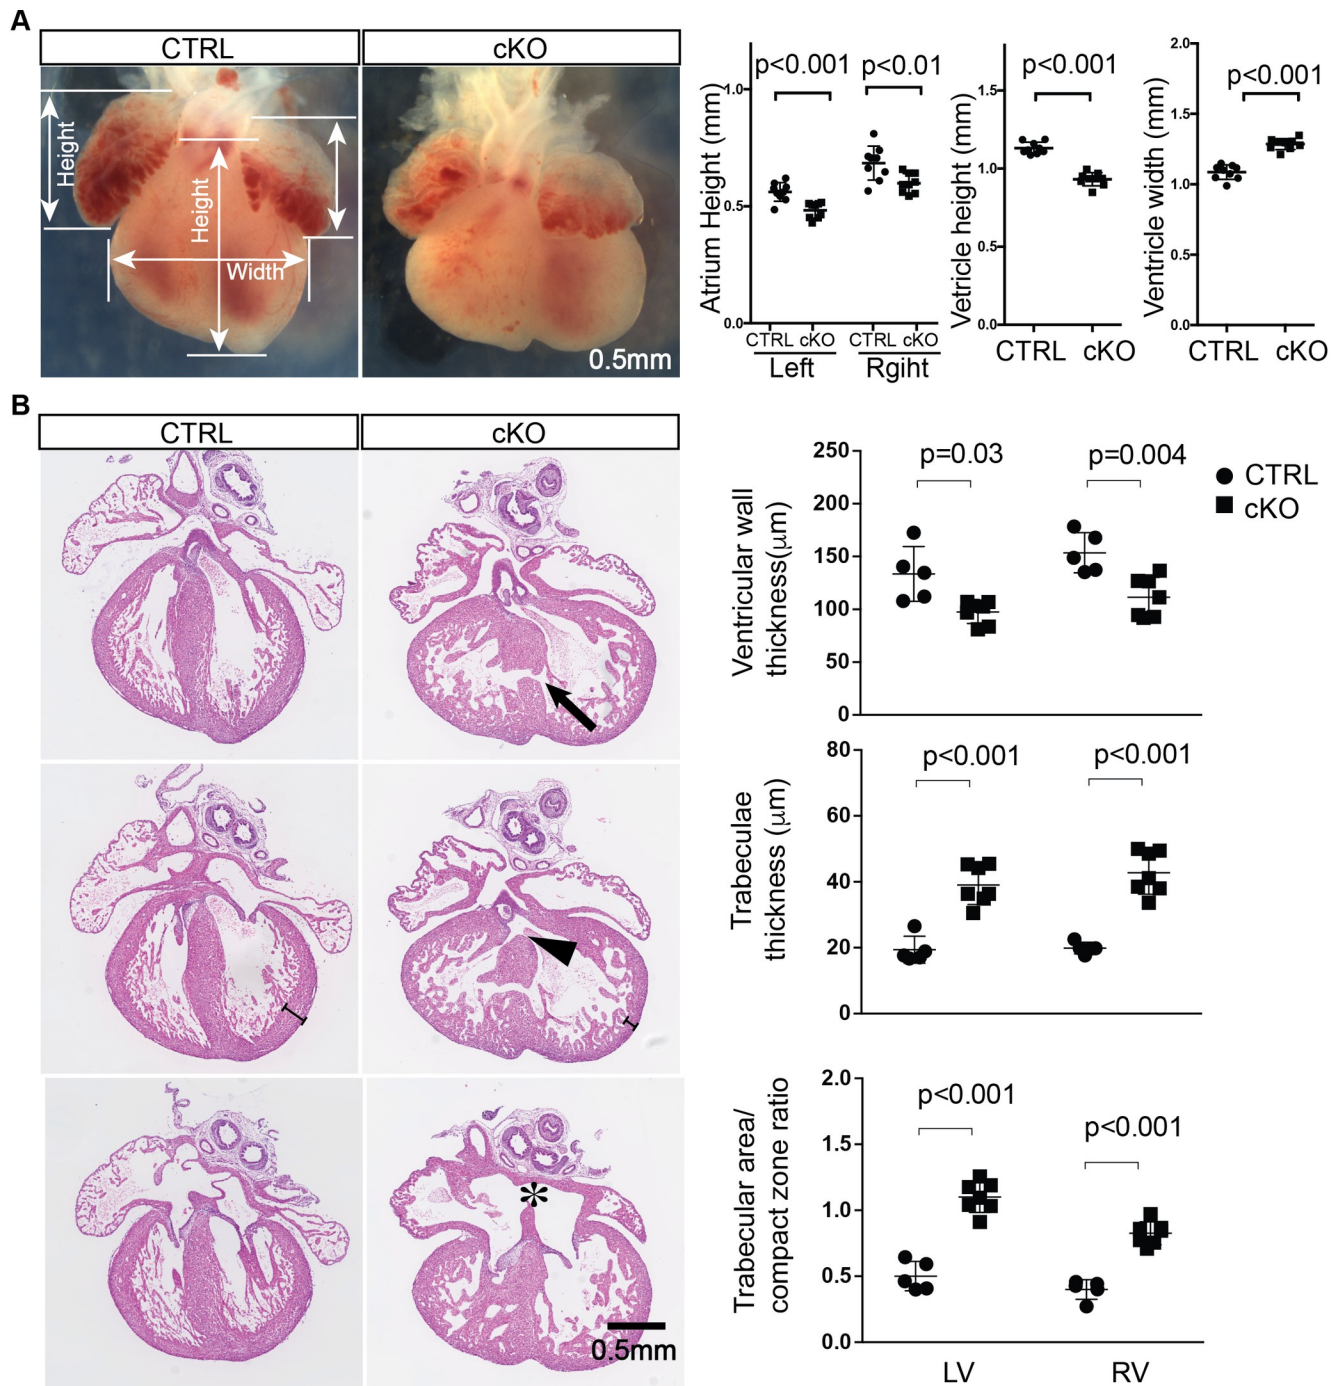 A
CTRL
cKO
Height
Height
Width
0.5mm
Atrium Height (mm)
1.0
0.5
0.0
p<0.001
p<0.01
CTRL cKO
CTRL cKO
Left
Rgiht
Vetricle height (mm)
1.5
1.0
0.5
0.0
p<0.001
CTRL
cKO
Ventricle width (mm)
2.0
1.5
1.0
0.5
0.0
p<0.001
CTRL
cKO
B
CTRL
cKO
*
0.5mm
Ventricular wall
thickness(μm)
250
200
150
100
50
0
p=0.03
p=0.004
CTRL
cKO
Trabeculae
thickness (μm)
80
60
40
20
0
p<0.001
p<0.001
Trabecular area/
compact zone ratio
2.0
1.5
1.0
0.5
0.0
p<0.001
p<0.001
LV
RV